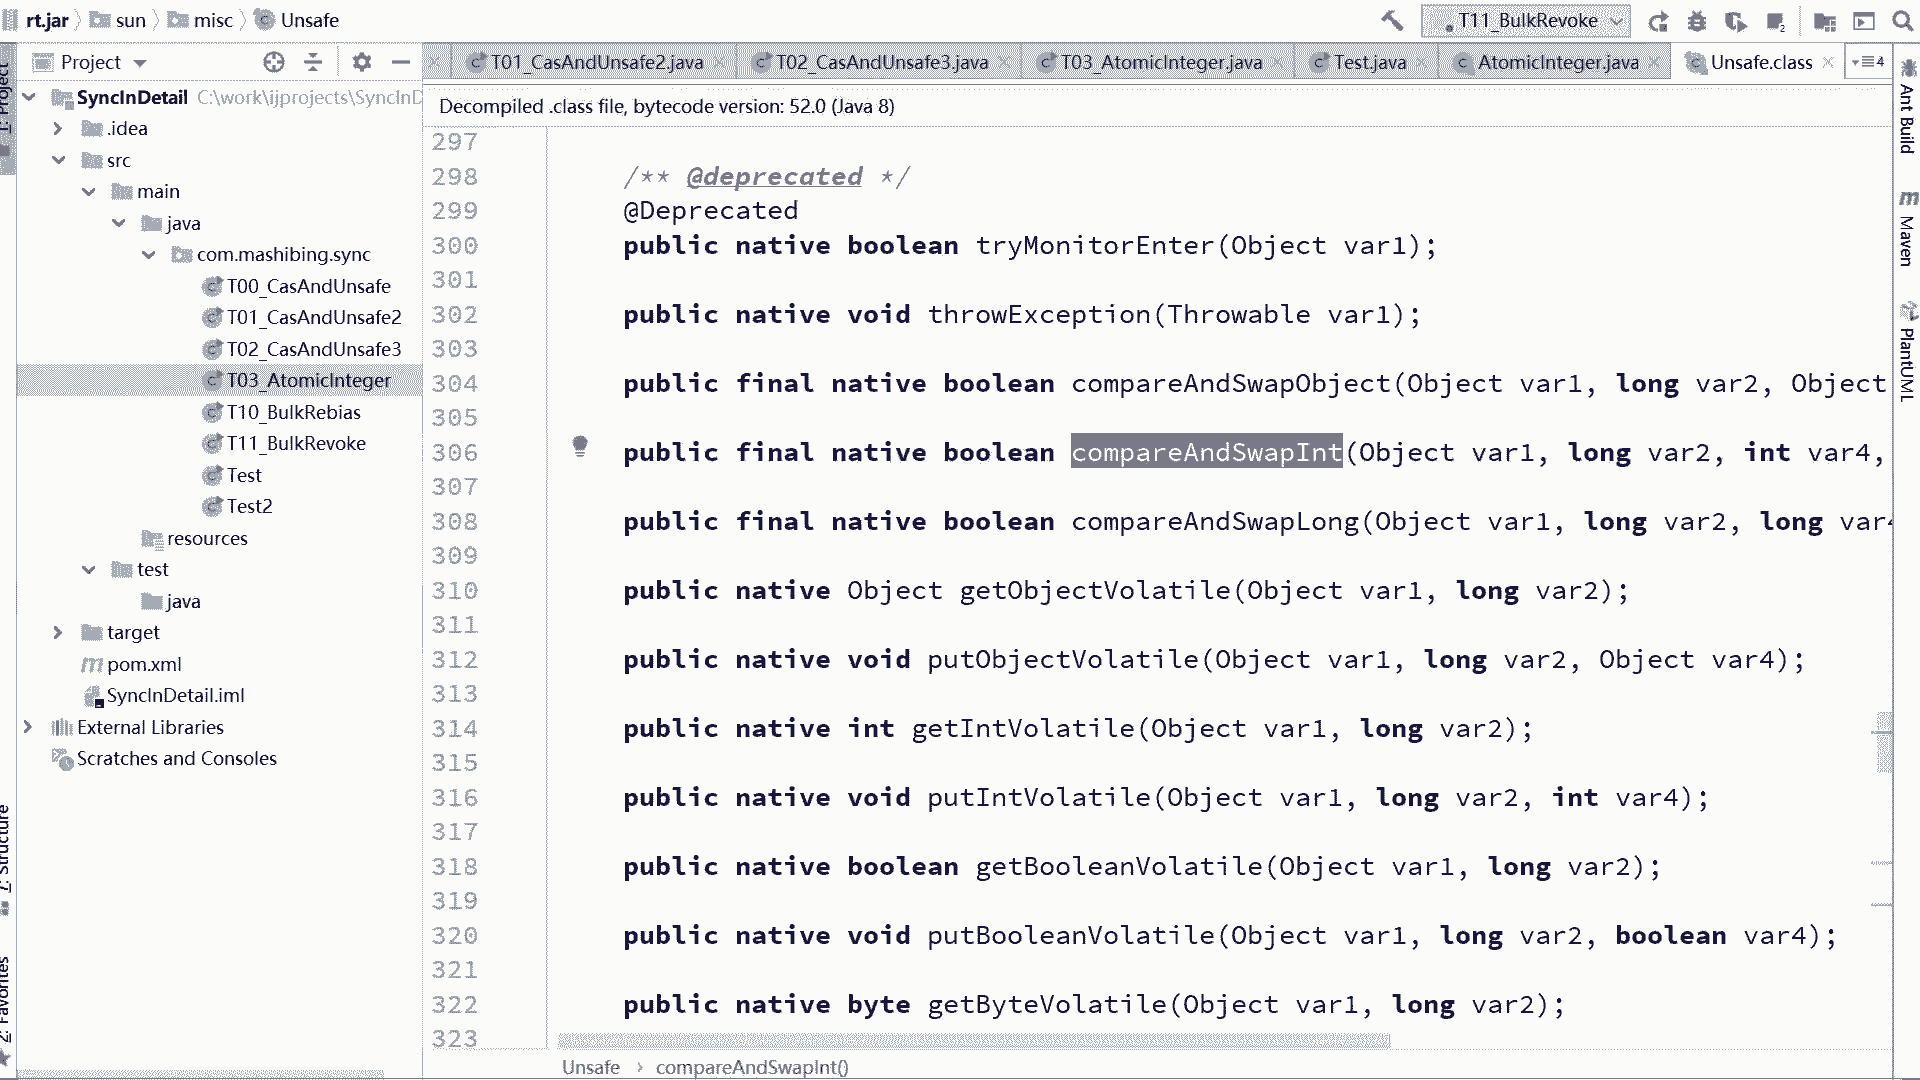 rt.jar sun misc Unsafe T11_BulkRevoke
Project
T01_CasAndUnsafe2.java T02_CasAndUnsafe3.java T03_AtomicInteger.java Test.java AtomicInteger.java Unsafe.class 4
SyncInDetail C:\work\ijprojects\SyncInD
.idea
src
main
java
com.mashibing.sync
T00_CasAndUnsafe
T01_CasAndUnsafe2
T02_CasAndUnsafe3
T03_AtomicInteger
T10_BulkRebias
T11_BulkRevoke
Test
Test2
resources
test
java
target
pom.xml
SyncInDetail.iml
External Libraries
Scratches and Consoles
Decompiled .class file, bytecode version: 52.0 (Java 8)
297
298 /** @deprecated */
299 @Deprecated
300 public native boolean tryMonitorEnter(Object var1);
301
302 public native void throwException(Throwable var1);
303
304 public final native boolean compareAndSwapObject(Object var1, long var2, Object
305
306 public final native boolean compareAndSwapInt(Object var1, long var2, int var4,
307
308 public final native boolean compareAndSwapLong(Object var1, long var2, long var4
309
310 public native Object getObjectVolatile(Object var1, long var2);
311
312 public native void putObjectVolatile(Object var1, long var2, Object var4);
313
314 public native int getIntVolatile(Object var1, long var2);
315
316 public native void putIntVolatile(Object var1, long var2, int var4);
317
318 public native boolean getBooleanVolatile(Object var1, long var2);
319
320 public native void putBooleanVolatile(Object var1, long var2, boolean var4);
321
322 public native byte getByteVolatile(Object var1, long var2);
323
Unsafe compareAndSwapInt()
1: Project
7: Structure
2: Favorites
Ant Build
Maven
PlantUML